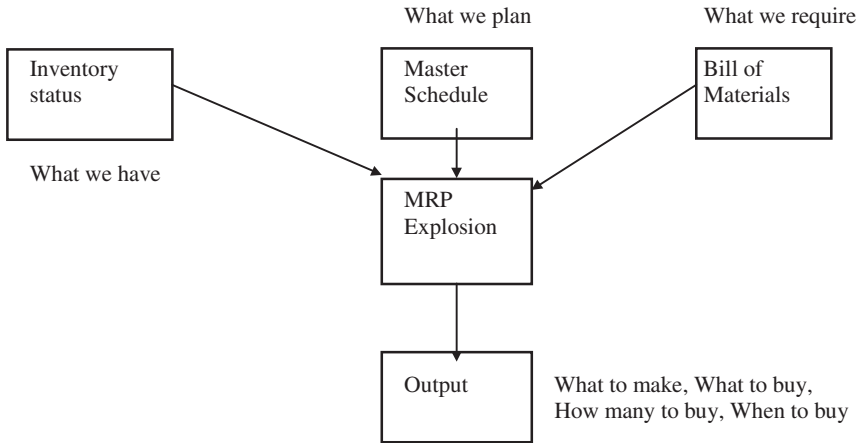 What we plan
What we require
Inventory
status
Master
Schedule
Bill of
Materials
What we have
MRP
Explosion
Output
What to make, What to buy,
How many to buy, When to buy